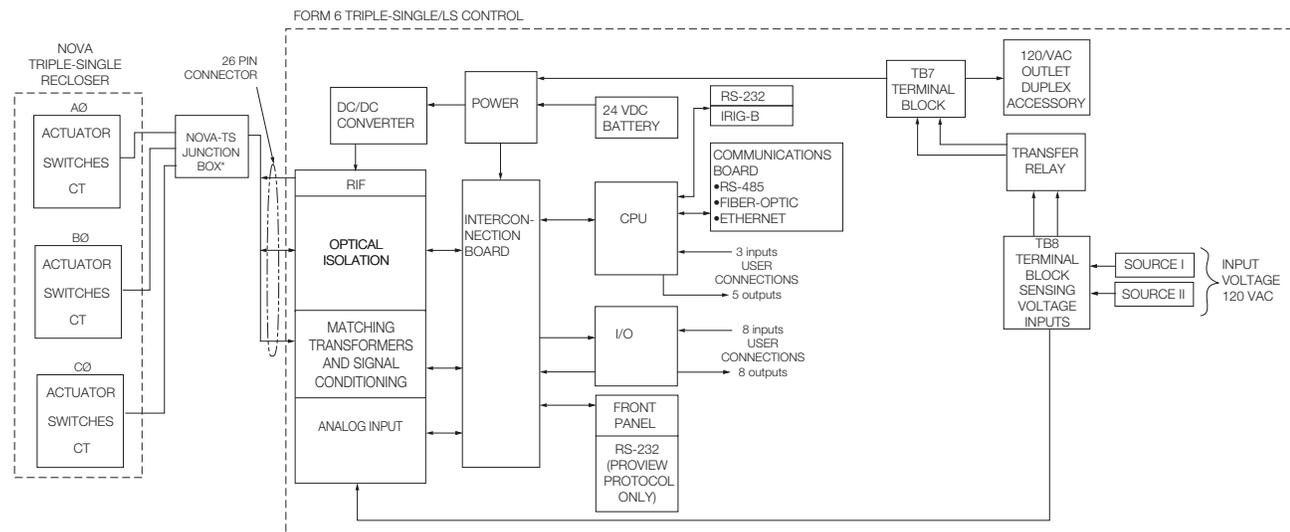 FORM 6 TRIPLE-SINGLE/LS CONTROL
NOVA
TRIPLE-SINGLE
RECLOSER
26 PIN
CONNECTOR
AØ
ACTUATOR
SWITCHES
CT
BØ
ACTUATOR
SWITCHES
CT
CØ
ACTUATOR
SWITCHES
CT
NOVA-TS
JUNCTION
BOX*
DC/DC
CONVERTER
POWER
24 VDC
BATTERY
RIF
OPTICAL
ISOLATION
MATCHING
TRANSFORMERS
AND SIGNAL
CONDITIONING
ANALOG INPUT
INTERCON-
NECTION
BOARD
RS-232
IRIG-B
COMMUNICATIONS
BOARD
•RS-485
•FIBER-OPTIC
•ETHERNET
CPU
3 inputs
USER
CONNECTIONS
5 outputs
I/O
8 inputs
USER
CONNECTIONS
8 outputs
FRONT
PANEL
RS-232
(PROVIEW
PROTOCOL
ONLY)
TB7
TERMINAL
BLOCK
120/VAC
OUTLET
DUPLEX
ACCESSORY
TRANSFER
RELAY
TB8
TERMINAL
BLOCK
SENSING
VOLTAGE
INPUTS
SOURCE I
SOURCE II
INPUT
VOLTAGE
120 VAC